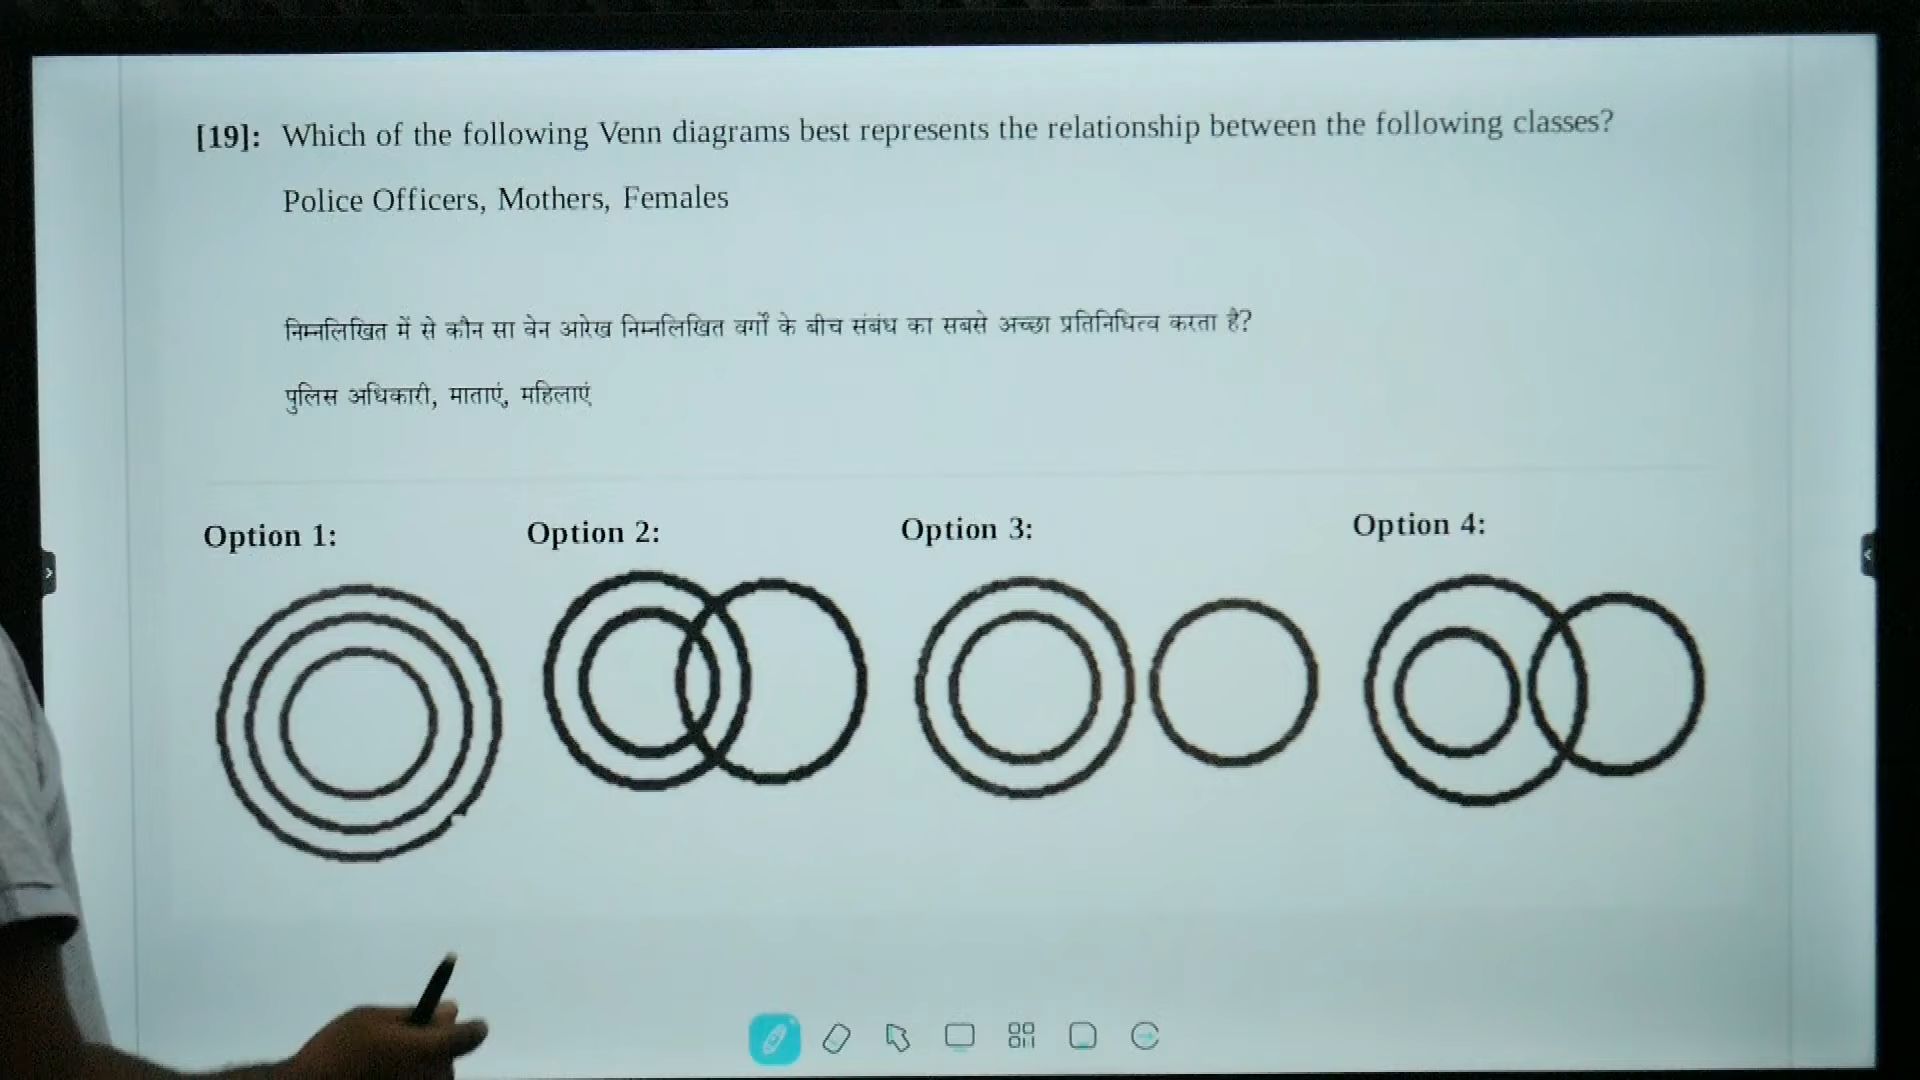 [19]: Which of the following Venn diagrams best represents the relationship between the following classes?
Police Officers, Mothers, Females
निम्नलिखित में से कौन सा वेन आरेख निम्नलिखित वर्गों के बीच संबंध का सबसे अच्छा प्रतिनिधित्व करता है?
पुलिस अधिकारी, माताएं, महिलाएं
Option 1: Option 2: Option 3: Option 4: